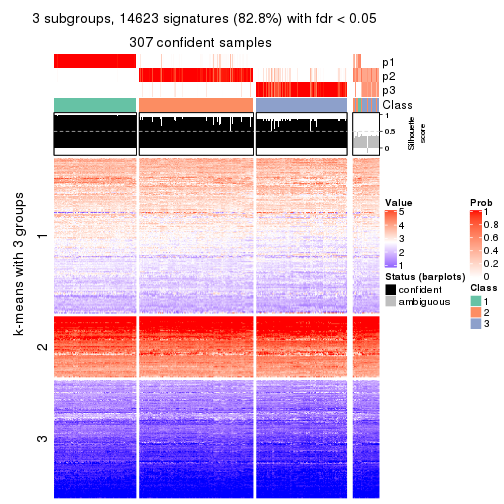 3 subgroups, 14623 signatures (82.8%) with fdr < 0.05
307 confident samples
p1
p2
p3
Class
1
0.5
0
Silhouette
score
k-means with 3 groups
1
2
3
Value
5
4
3
2
1
Status (barplots)
confident
ambiguous
Prob
1
0.8
0.6
0.4
0.2
0
Class
1
2
3